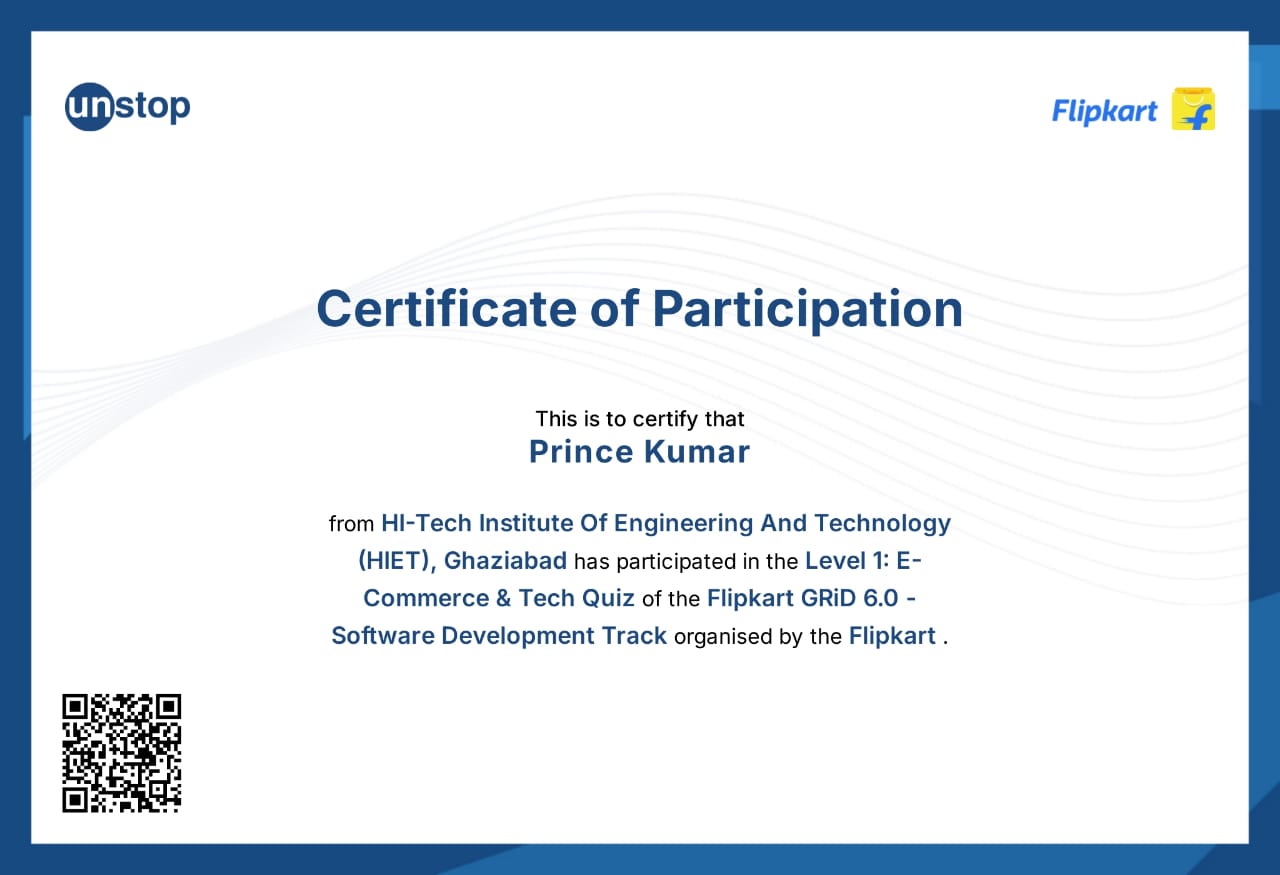 unstop
Flipkart
Certificate of Participation
This is to certify that
Prince Kumar
from HI-Tech Institute Of Engineering And Technology
(HIET), Ghaziabad has participated in the Level 1: E-
Commerce & Tech Quiz of the Flipkart GRiD 6.0 -
Software Development Track organised by the Flipkart .